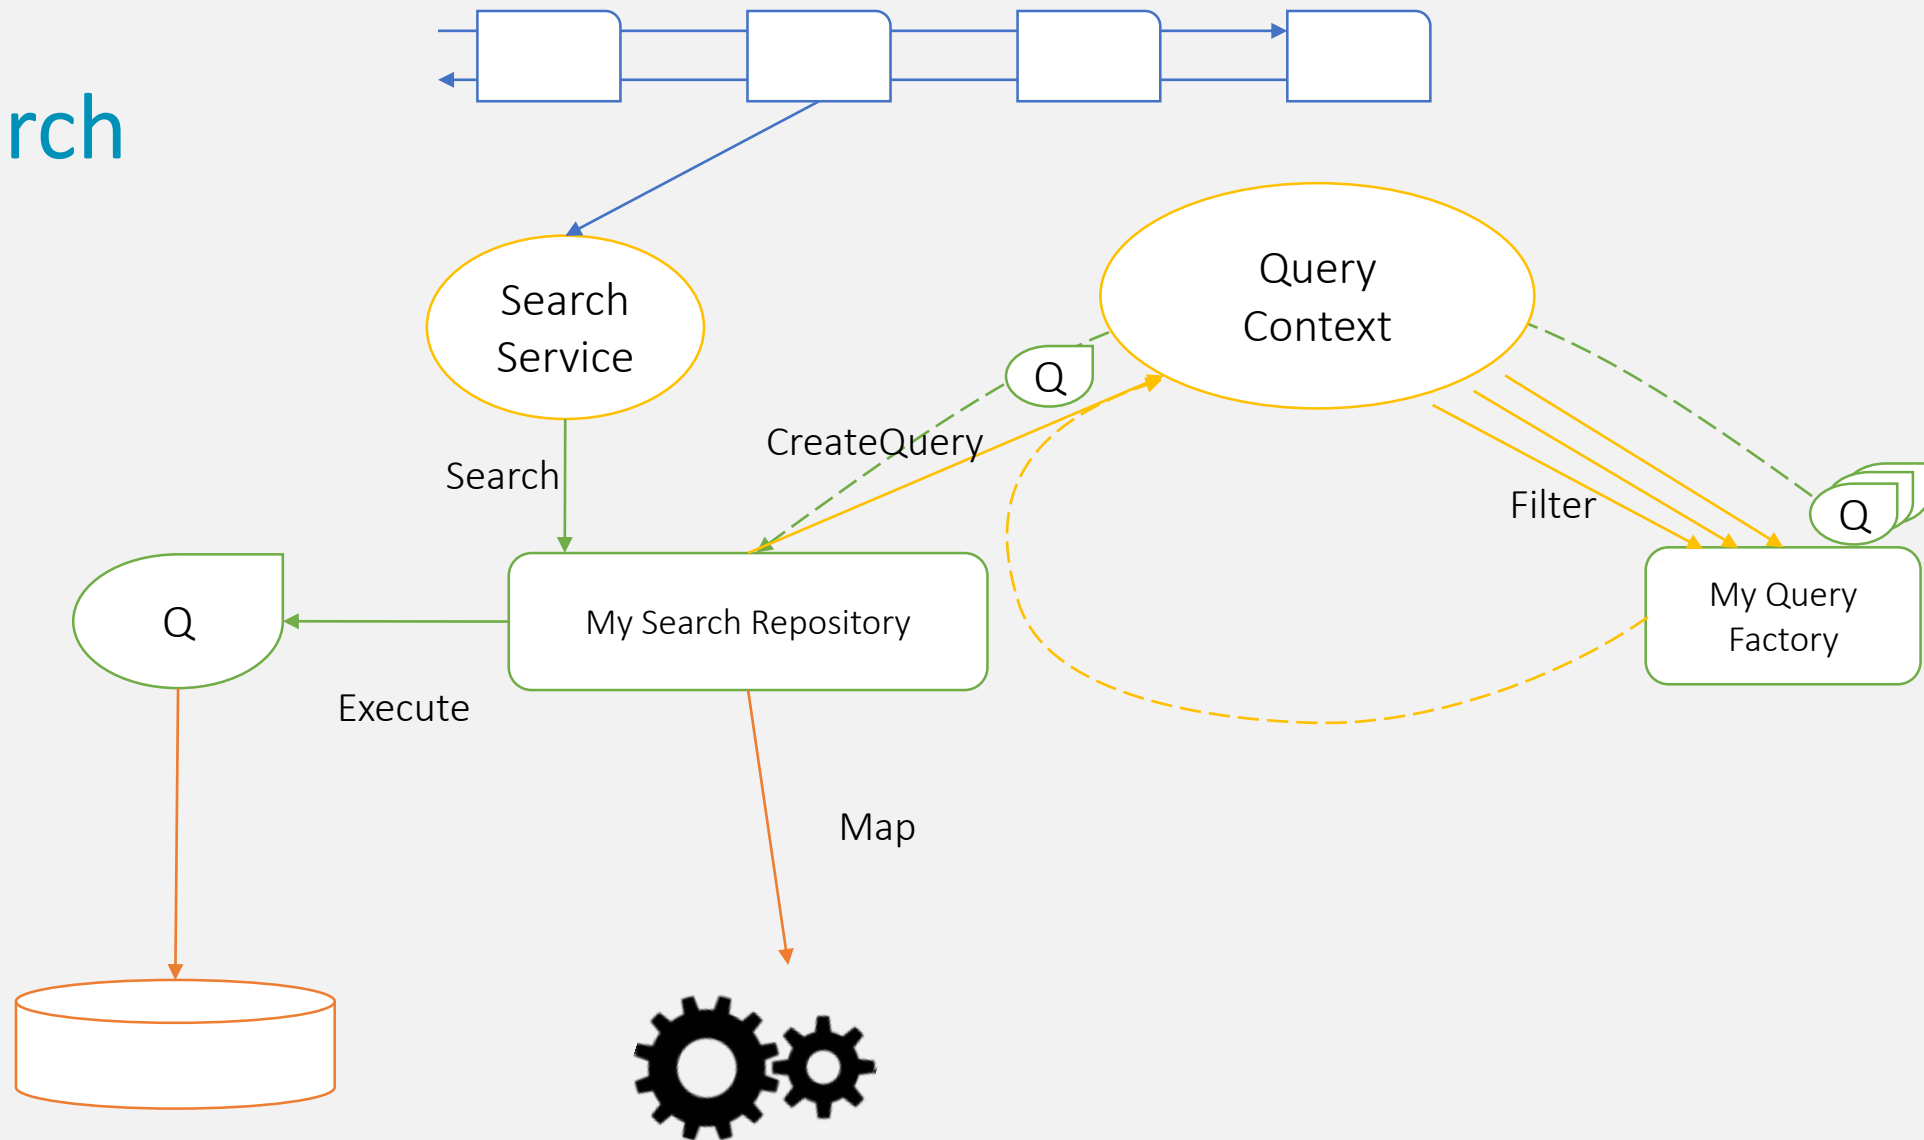 rch
Search
Service
Query
Context
Q
CreateQuery
Search
Filter
Q
My Query
Factory
Q
My Search Repository
Execute
Map